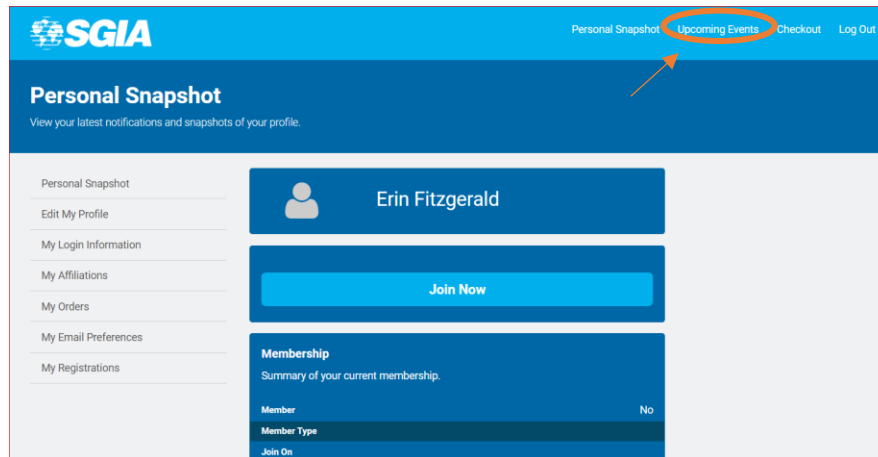 SGIA
Personal Snapshot Upcoming Events Checkout Log Out
Personal Snapshot
View your latest notifications and snapshots of your profile.
Personal Snapshot
Edit My Profile
My Login Information
My Affiliations
My Orders
My Email Preferences
My Registrations
Erin Fitzgerald
Join Now
Membership
Summary of your current membership.
Member No
Member Type
Join On